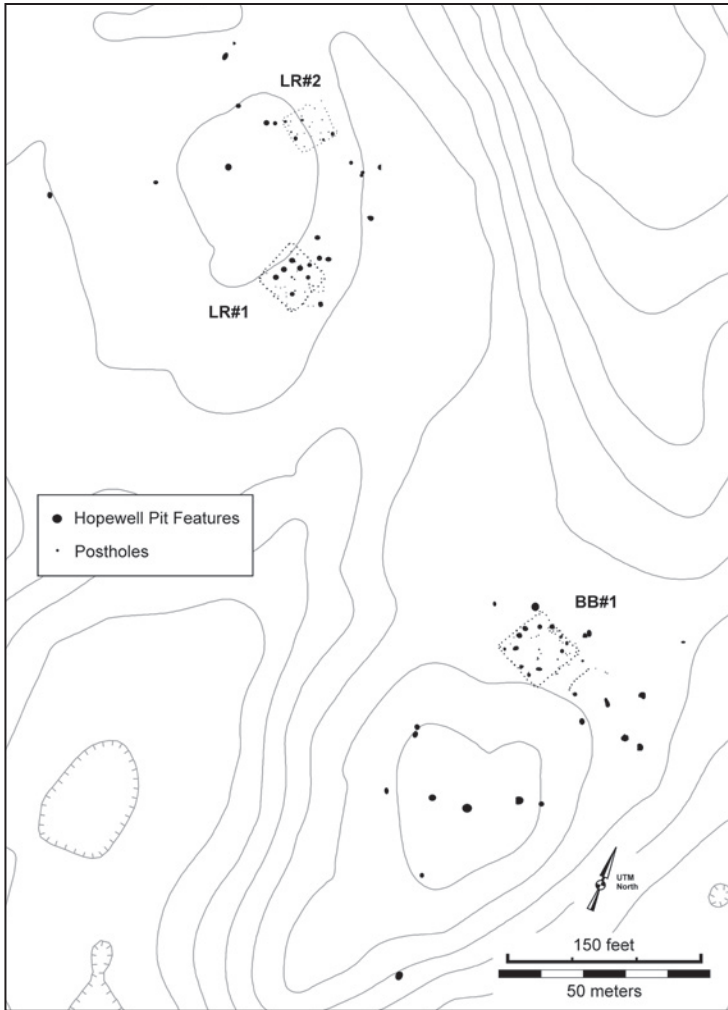 LR#2
LR#1
Hopewell Pit Features
Postholes
BB#1
UTM
North
150 feet
50 meters